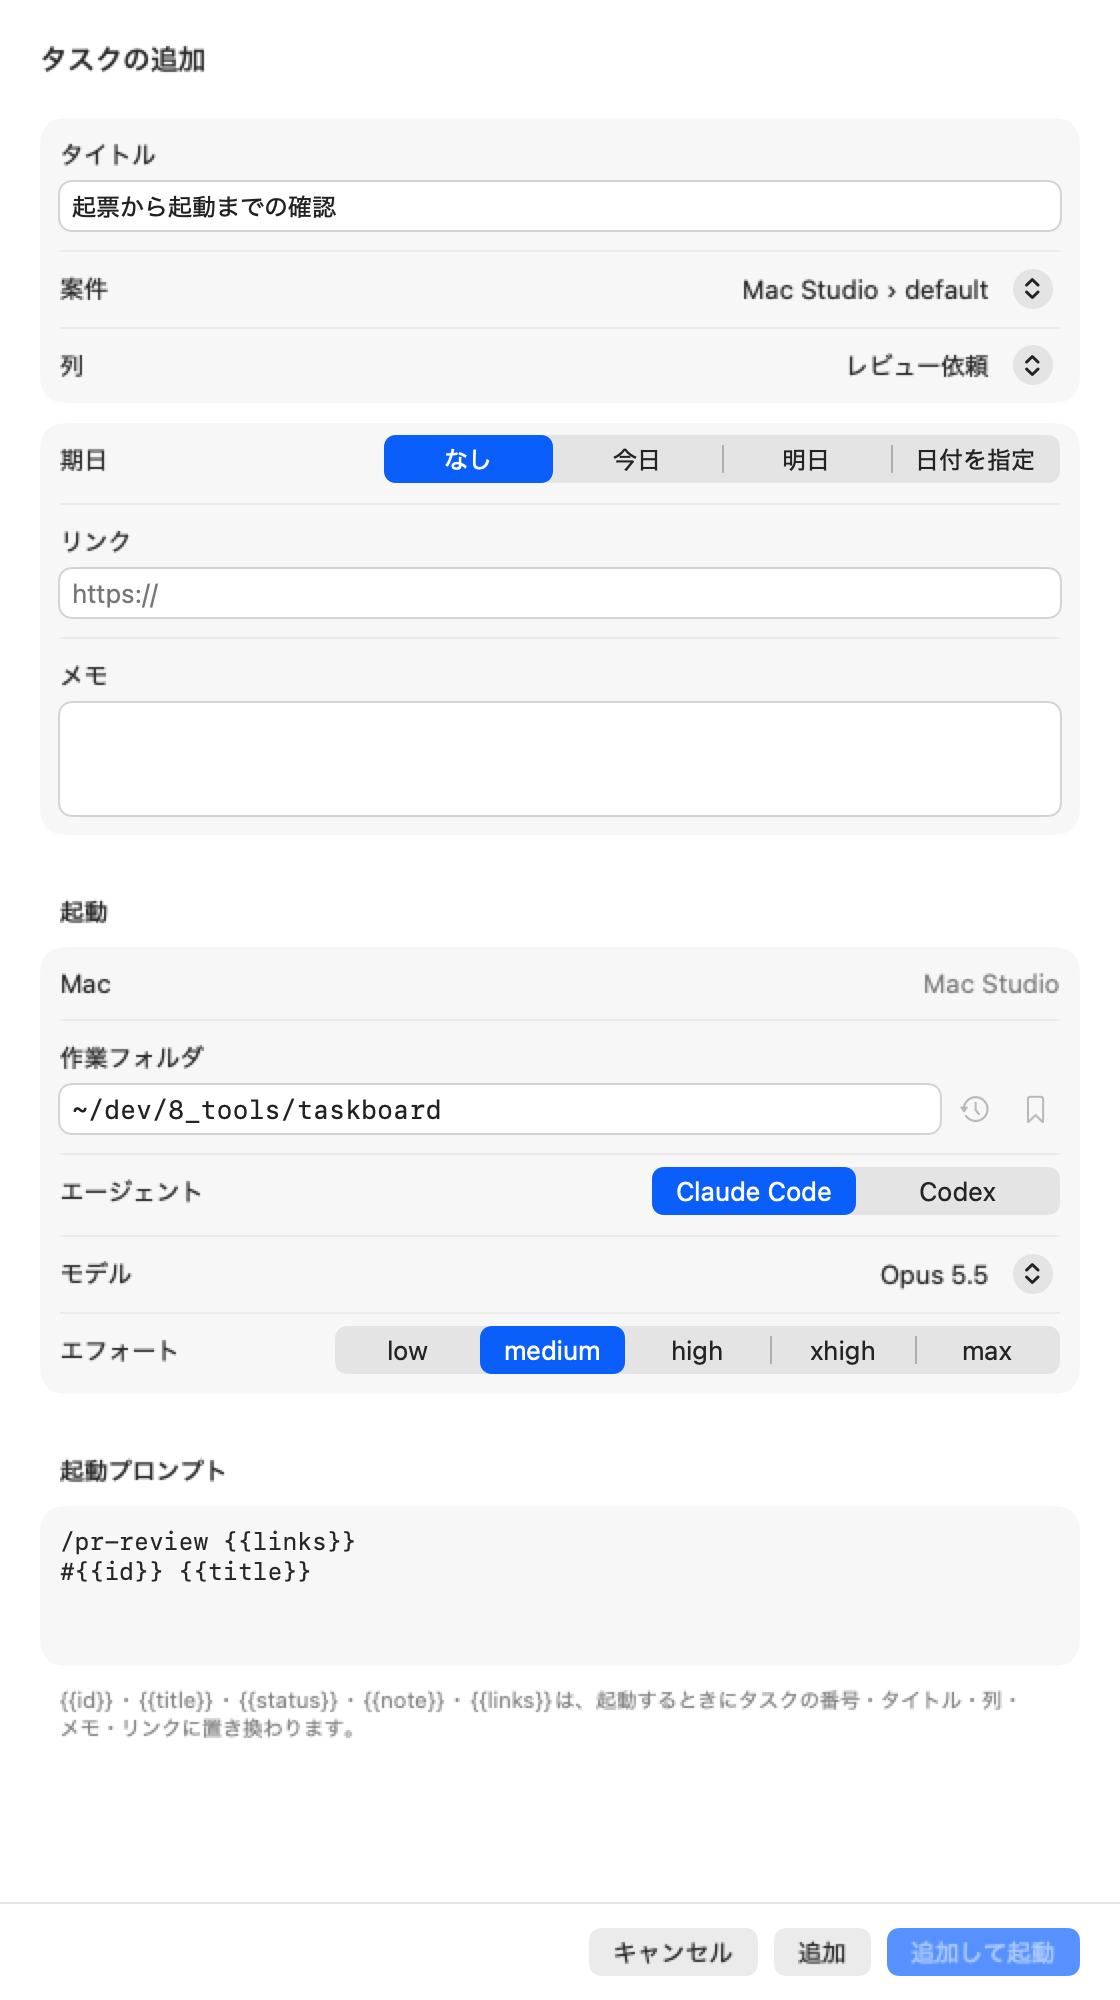 タスクの追加
タイトル
起票から起動までの確認
案件 Mac Studio › default
列 レビュー依頼
期日 なし 今日 明日 日付を指定
リンク
https://
メモ
起動
Mac Mac Studio
作業フォルダ
~/dev/8_tools/taskboard
エージェント Claude Code Codex
モデル Opus 5.5
エフォート low medium high xhigh max
起動プロンプト
/pr-review {{links}}
#{{id}} {{title}}
{{id}}・{{title}}・{{status}}・{{note}}・{{links}}は、起動するときにタスクの番号・タイトル・列・
メモ・リンクに置き換わります。
キャンセル 追加 追加して起動